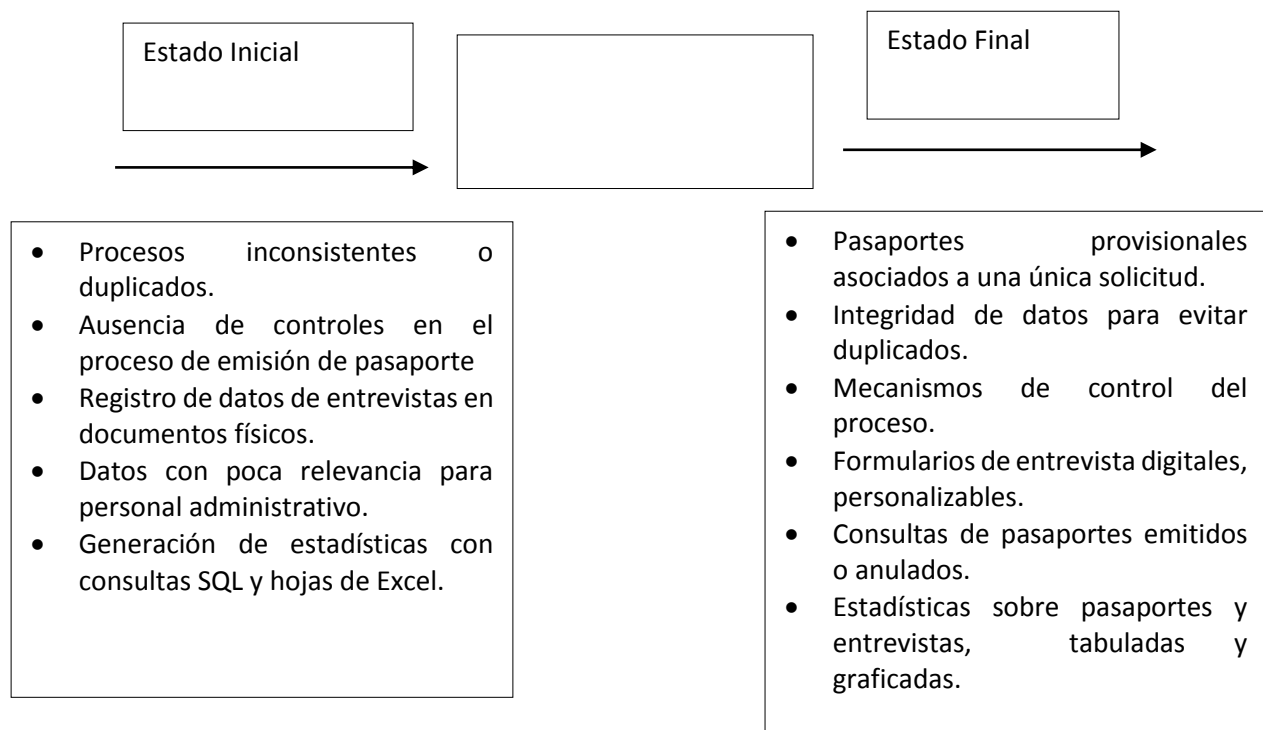 Estado Inicial
Estado Final
• Procesos inconsistentes o
duplicados.
• Ausencia de controles en el
proceso de emisión de pasaporte
• Registro de datos de entrevistas en
documentos físicos.
• Datos con poca relevancia para
personal administrativo.
• Generación de estadísticas con
consultas SQL y hojas de Excel.
• Pasaportes provisionales
asociados a una única solicitud.
• Integridad de datos para evitar
duplicados.
• Mecanismos de control del
proceso.
• Formularios de entrevista digitales,
personalizables.
• Consultas de pasaportes emitidos
o anulados.
• Estadísticas sobre pasaportes y
entrevistas, tabuladas y
graficadas.